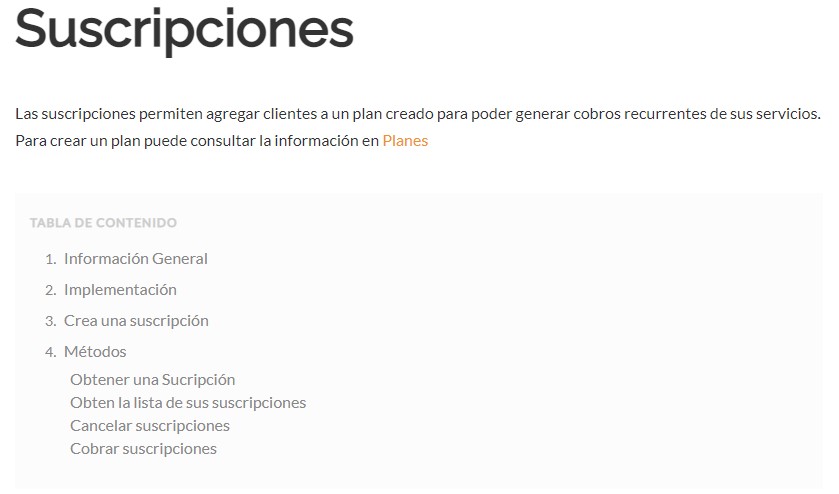 Suscripciones
Las suscripciones permiten agregar clientes a un plan creado para poder generar cobros recurrentes de sus servicios.
Para crear un plan puede consultar la información en Planes
TABLA DE CONTENIDO
1. Información General
2. Implementación
3. Crea una suscripción
4. Métodos
Obtener una Sucripción
Obten la lista de sus suscripciones
Cancelar suscripciones
Cobrar suscripciones